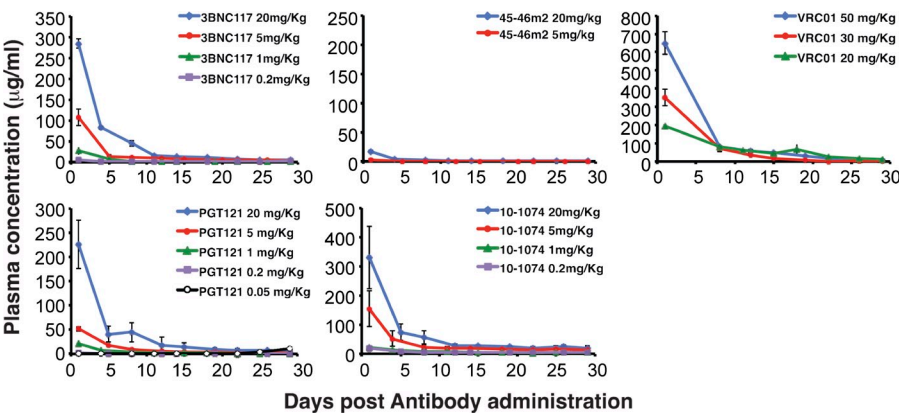 Plasma concentration (µg/ml)
350
300
250
200
150
100
50
0
0 5 10 15 20 25 30
3BNC117 20mg/Kg
3BNC117 5mg/Kg
3BNC117 1mg/Kg
3BNC117 0.2mg/Kg
250
200
150
100
50
0
0 5 10 15 20 25 30
45-46m2 20mg/kg
45-46m2 5mg/kg
800
700
600
500
400
300
200
100
0
0 5 10 15 20 25 30
VRC01 50 mg/Kg
VRC01 30 mg/Kg
VRC01 20 mg/Kg
300
250
200
150
100
50
0
0 5 10 15 20 25 30
PGT121 20 mg/Kg
PGT121 5 mg/Kg
PGT121 1 mg/Kg
PGT121 0.2 mg/Kg
PGT121 0.05 mg/Kg
500
400
300
200
100
0
0 5 10 15 20 25 30
10-1074 20mg/Kg
10-1074 5mg/Kg
10-1074 1mg/Kg
10-1074 0.2mg/Kg
Days post Antibody administration